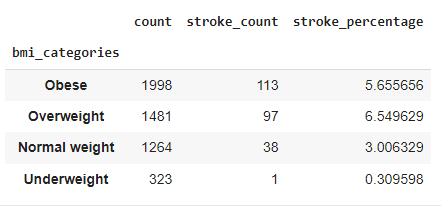 count stroke_count stroke_percentage
bmi_categories
Obese 1998 113 5.655656
Overweight 1481 97 6.549629
Normal weight 1264 38 3.006329
Underweight 323 1 0.309598